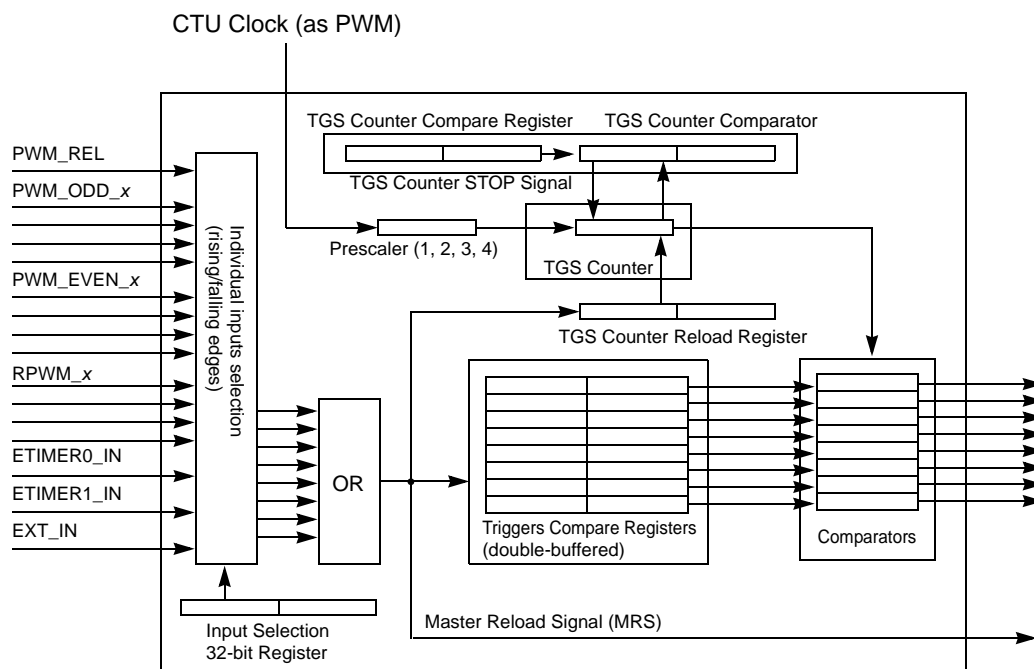 CTU Clock (as PWM)
TGS Counter Compare Register
TGS Counter Comparator
PWM_REL
PWM_ODD_x
PWM_EVEN_x
RPWM_x
ETIMER0_IN
ETIMER1_IN
EXT_IN
Individual inputs selection
(rising/falling edges)
TGS Counter STOP Signal
Prescaler (1, 2, 3, 4)
TGS Counter
TGS Counter Reload Register
OR
Triggers Compare Registers
(double-buffered)
Comparators
Master Reload Signal (MRS)
Input Selection
32-bit Register